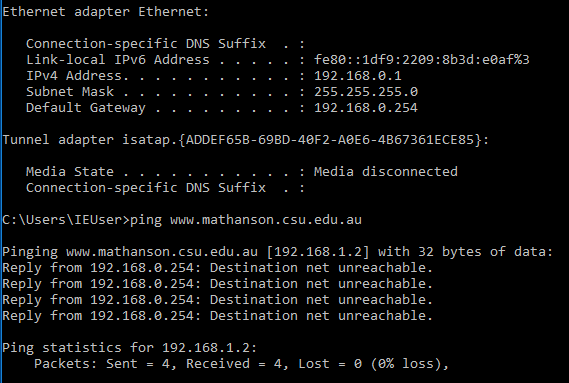 Ethernet adapter Ethernet:
Connection-specific DNS Suffix  . :
Link-local IPv6 Address . . . . . : fe80::1df9:2209:8b3d:e0af%3
IPv4 Address. . . . . . . . . . . : 192.168.0.1
Subnet Mask . . . . . . . . . . . : 255.255.255.0
Default Gateway . . . . . . . . . : 192.168.0.254
Tunnel adapter isatap.{ADDEF65B-69BD-40F2-A0E6-4B67361ECE85}:
Media State . . . . . . . . . . . : Media disconnected
Connection-specific DNS Suffix  . :
C:\Users\IEUser>ping www.mathanson.csu.edu.au
Pinging www.mathanson.csu.edu.au [192.168.1.2] with 32 bytes of data:
Reply from 192.168.0.254: Destination net unreachable.
Reply from 192.168.0.254: Destination net unreachable.
Reply from 192.168.0.254: Destination net unreachable.
Reply from 192.168.0.254: Destination net unreachable.
Ping statistics for 192.168.1.2:
Packets: Sent = 4, Received = 4, Lost = 0 (0% loss),